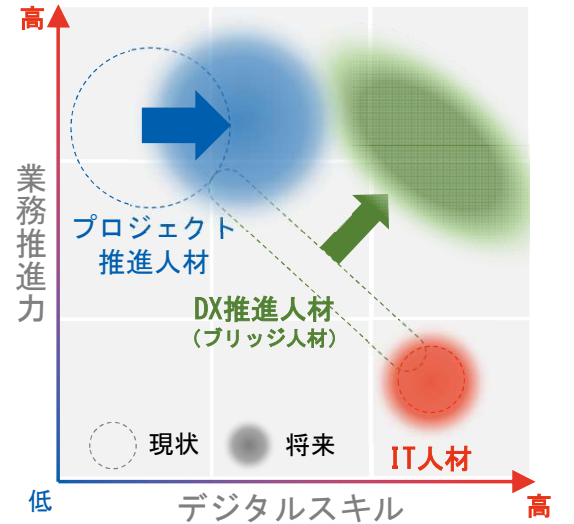 高
業務推進力
プロジェクト
推進人材
DX推進人材
(ブリッジ人材)
現状
将来
IT人材
低
デジタルスキル
高